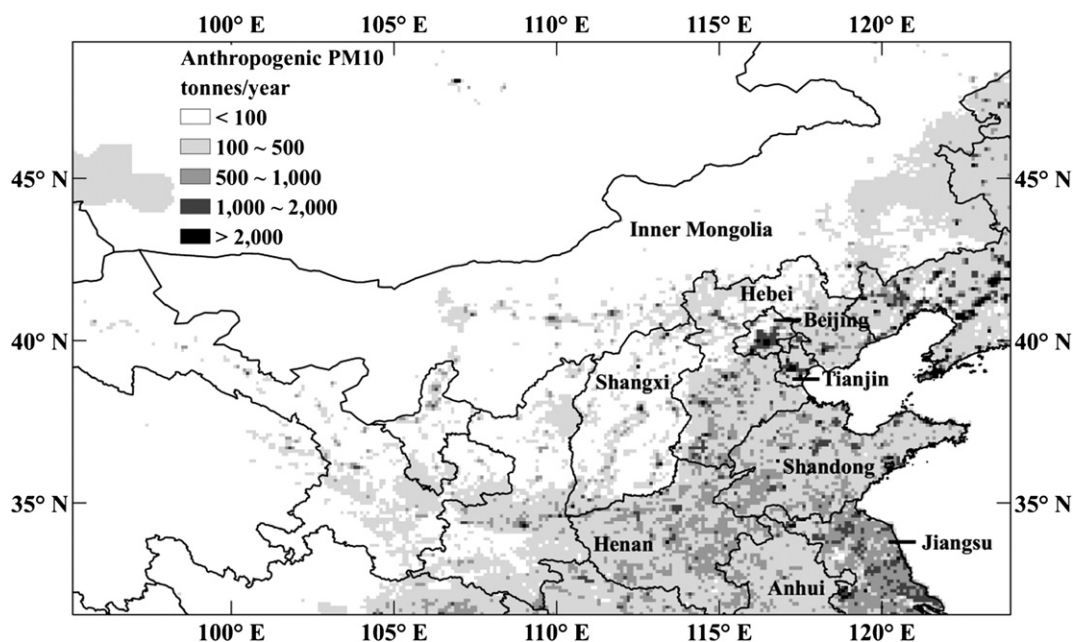 100° E 105° E 110° E 115° E 120° E
Anthropogenic PM10
tonnes/year
< 100
100 ~ 500
500 ~ 1,000
1,000 ~ 2,000
> 2,000
45° N 45° N
Inner Mongolia
Hebei
Beijing
40° N 40° N
Shangxi
Tianjin
Shandong
35° N 35° N
Henan
Jiangsu
Anhui
100° E 105° E 110° E 115° E 120° E